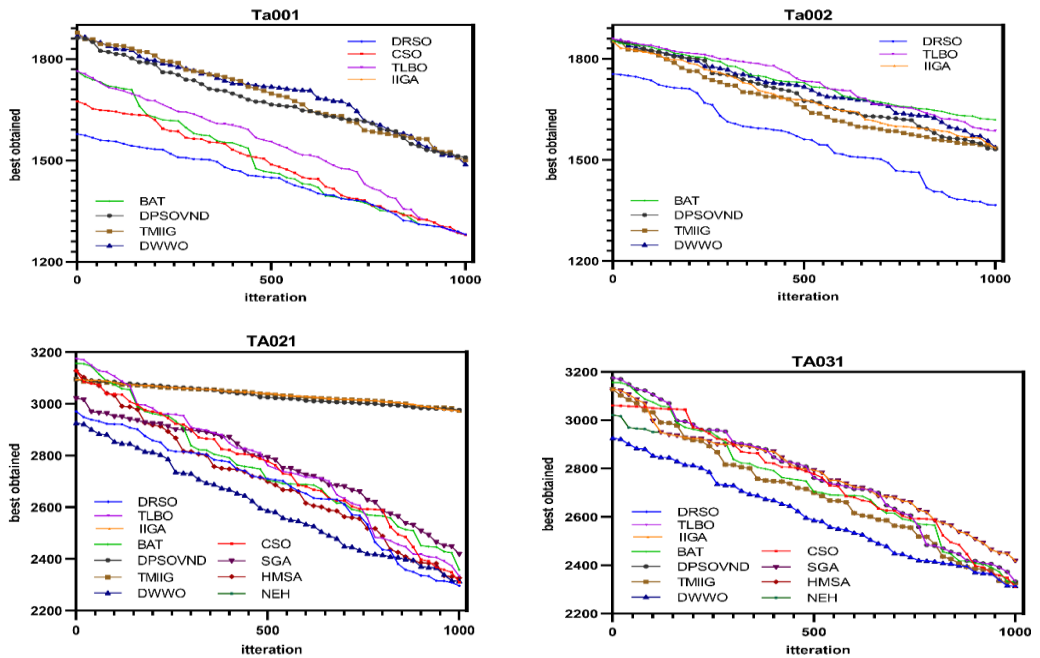 Ta001
best obtained
1800
1500
1200
0
500
1000
itteration
DRSO
CSO
TLBO
IIGA
BAT
DPSOVND
TMIIG
DWWO
Ta002
best obtained
1800
1500
1200
0
500
1000
itteration
DRSO
TLBO
IIGA
BAT
DPSOVND
TMIIG
DWWO
TA021
best obtained
3200
3000
2800
2600
2400
2200
0
500
1000
itteration
DRSO
TLBO
IIGA
BAT
DPSOVND
TMIIG
DWWO
CSO
SGA
HMSA
NEH
TA031
best obtained
3200
3000
2800
2600
2400
2200
0
500
1000
itteration
DRSO
TLBO
IIGA
BAT
DPSOVND
TMIIG
DWWO
CSO
SGA
HMSA
NEH